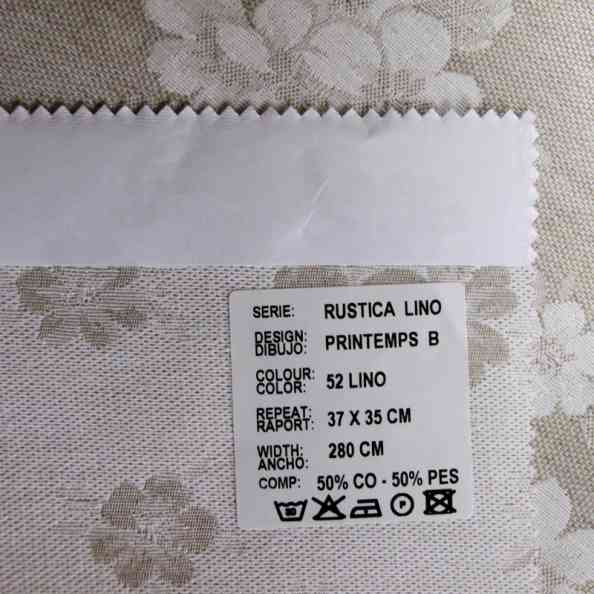 SERIE: RUSTICA LINO
DESIGN:
DIBUJO: PRINTEMPS B
COLOUR:
COLOR: 52 LINO
REPEAT:
RAPORT: 37 X 35 CM
WIDTH:
ANCHO: 280 CM
COMP: 50% CO - 50% PES
P